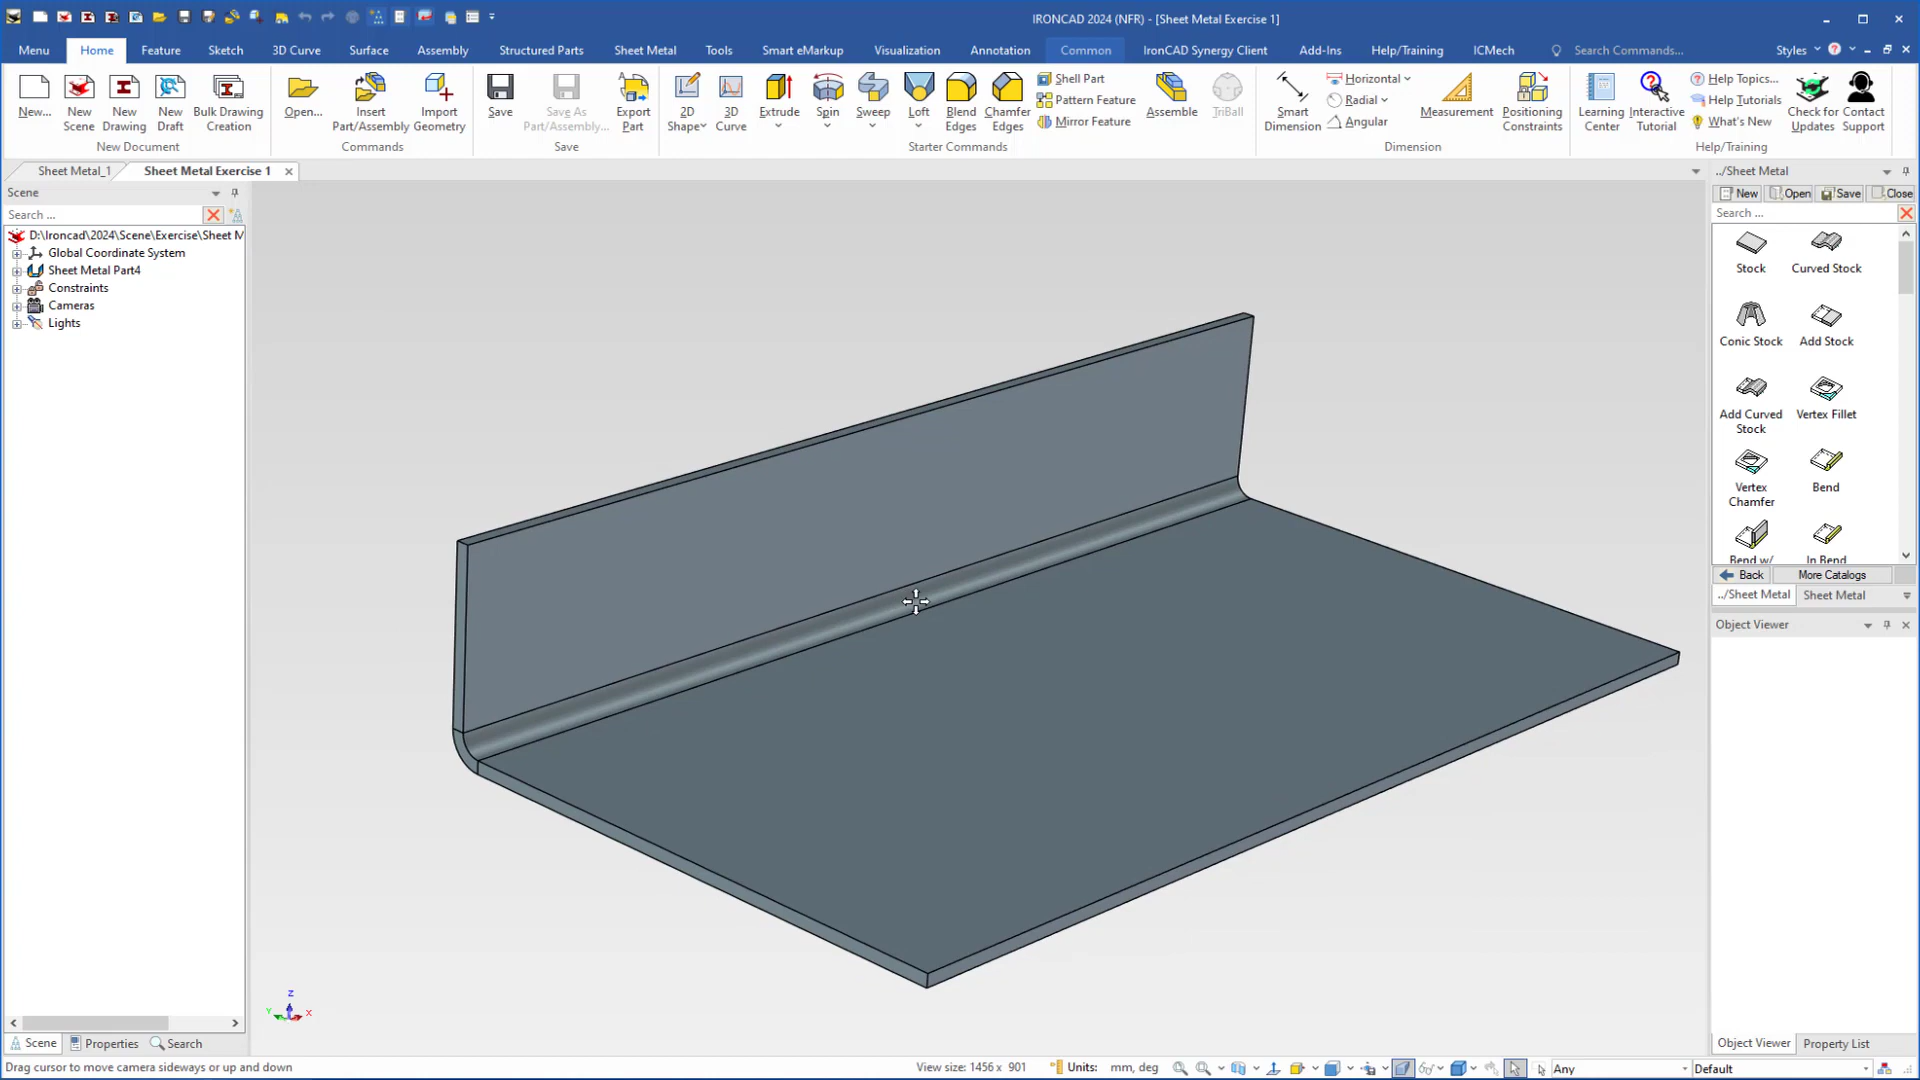 IRONCAD 2024 (NFR) - [Sheet Metal Exercise 1]
Menu Home Feature Sketch 3D Curve Surface Assembly Structured Parts Sheet Metal Tools Smart eMarkup Visualization Annotation Common IronCAD Synergy Client Add-Ins Help/Training ICMech Search Commands... Styles
New... New Scene New Drawing New Draft Bulk Drawing Creation
New Document
Open... Insert Part/Assembly Import Geometry
Commands
Save Save As Part/Assembly... Export Part
Save
2D Shape 3D Curve Extrude Spin Sweep Loft Blend Edges Chamfer Edges Shell Part Pattern Feature Mirror Feature Assemble TriBall
Starter Commands
Smart Dimension Horizontal Radial Angular Measurement Positioning Constraints
Dimension
Learning Center Interactive Tutorial Help Topics... Help Tutorials What's New Check for Updates Contact Support
Help/Training
Sheet Metal_1 Sheet Metal Exercise 1
Scene
Search ...
D:\Ironcad\2024\Scene\Exercise\Sheet M
Global Coordinate System
Sheet Metal Part4
Constraints
Cameras
Lights
Z
Y X
Scene Properties Search
../Sheet Metal
New Open Save Close
Search ...
Stock Curved Stock
Conic Stock Add Stock
Add Curved Stock Vertex Fillet
Vertex Chamfer Bend
Bend w/ In Bend
Back More Catalogs
../Sheet Metal Sheet Metal
Object Viewer
Object Viewer Property List
Drag cursor to move camera sideways or up and down View size: 1456 x 901 Units: mm, deg Any Default